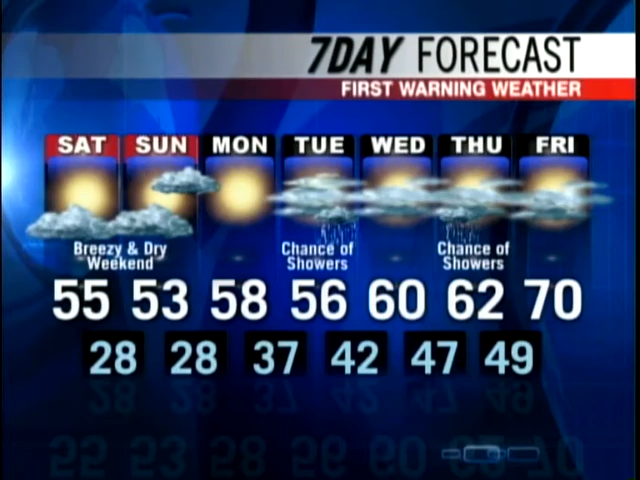 7DAY FORECAST
FIRST WARNING WEATHER
SAT SUN MON TUE WED THU FRI
Breezy & Dry Weekend
Chance of Showers
Chance of Showers
55 53 58 56 60 62 70
28 28 37 42 47 49